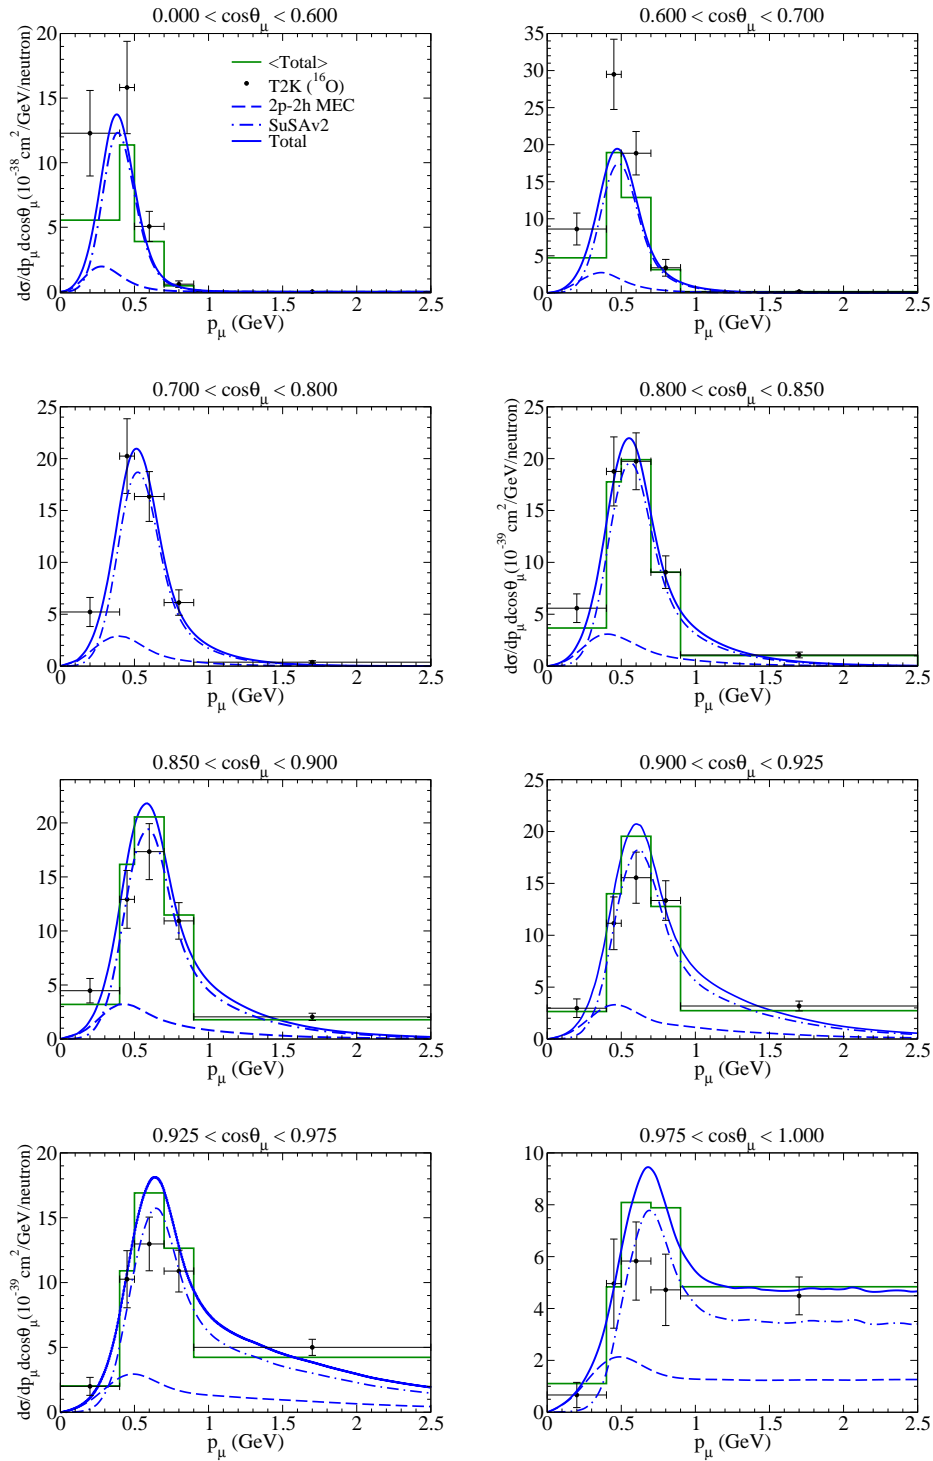 0.000 < cosθμ < 0.600
dσ/dpμdcosθμ(10⁻³⁸cm²/GeV/neutron)
20
15
10
5
0
<Total>
T2K (¹⁶O)
2p-2h MEC
SuSAv2
Total
0 0.5 1 1.5 2 2.5
pμ (GeV)
0.600 < cosθμ < 0.700
35
30
25
20
15
10
5
0
0 0.5 1 1.5 2 2.5
pμ (GeV)
0.700 < cosθμ < 0.800
25
20
15
10
5
0
0 0.5 1 1.5 2 2.5
pμ (GeV)
0.800 < cosθμ < 0.850
dσ/dpμdcosθμ(10⁻³⁹cm²/GeV/neutron)
25
20
15
10
5
0
0 0.5 1 1.5 2 2.5
pμ (GeV)
0.850 < cosθμ < 0.900
20
15
10
5
0
0 0.5 1 1.5 2 2.5
pμ (GeV)
0.900 < cosθμ < 0.925
25
20
15
10
5
0
0 0.5 1 1.5 2 2.5
pμ (GeV)
0.925 < cosθμ < 0.975
dσ/dpμdcosθμ(10⁻³⁹cm²/GeV/neutron)
20
15
10
5
0
0 0.5 1 1.5 2 2.5
pμ (GeV)
0.975 < cosθμ < 1.000
10
8
6
4
2
0
0 0.5 1 1.5 2 2.5
pμ (GeV)